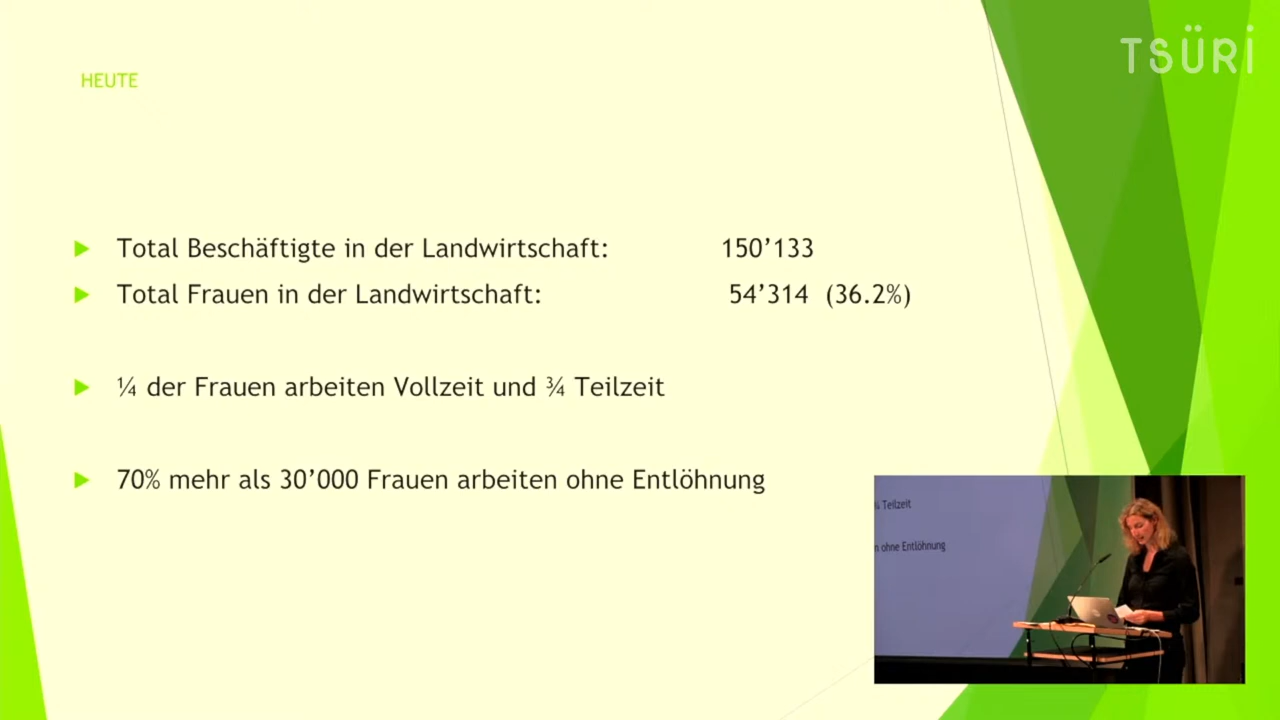 TSÜRI
HEUTE
Total Beschäftigte in der Landwirtschaft: 150’133
Total Frauen in der Landwirtschaft: 54’314 (36.2%)
¼ der Frauen arbeiten Vollzeit und ¾ Teilzeit
70% mehr als 30’000 Frauen arbeiten ohne Entlöhnung
Teilzeit
ohne Entlöhnung